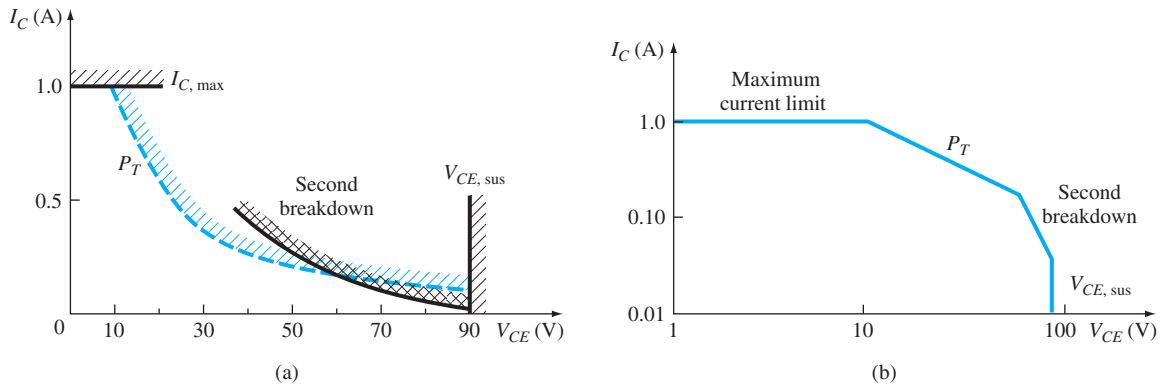 I_C (A)
1.0
I_C, max
P_T
0.5
Second
breakdown
V_CE, sus
0
10
30
50
70
90
V_CE (V)
(a)
I_C (A)
Maximum
current limit
1.0
P_T
Second
breakdown
0.10
V_CE, sus
0.01
1
10
100
V_CE (V)
(b)